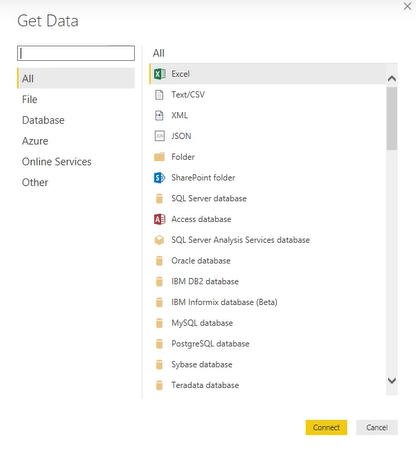 Get Data
All
File
Database
Azure
Online Services
Other
All
Excel
Text/CSV
XML
JSON
Folder
SharePoint folder
SQL Server database
Access database
SQL Server Analysis Services database
Oracle database
IBM DB2 database
IBM Informix database (Beta)
MySQL database
PostgreSQL database
Sybase database
Teradata database
Connect
Cancel